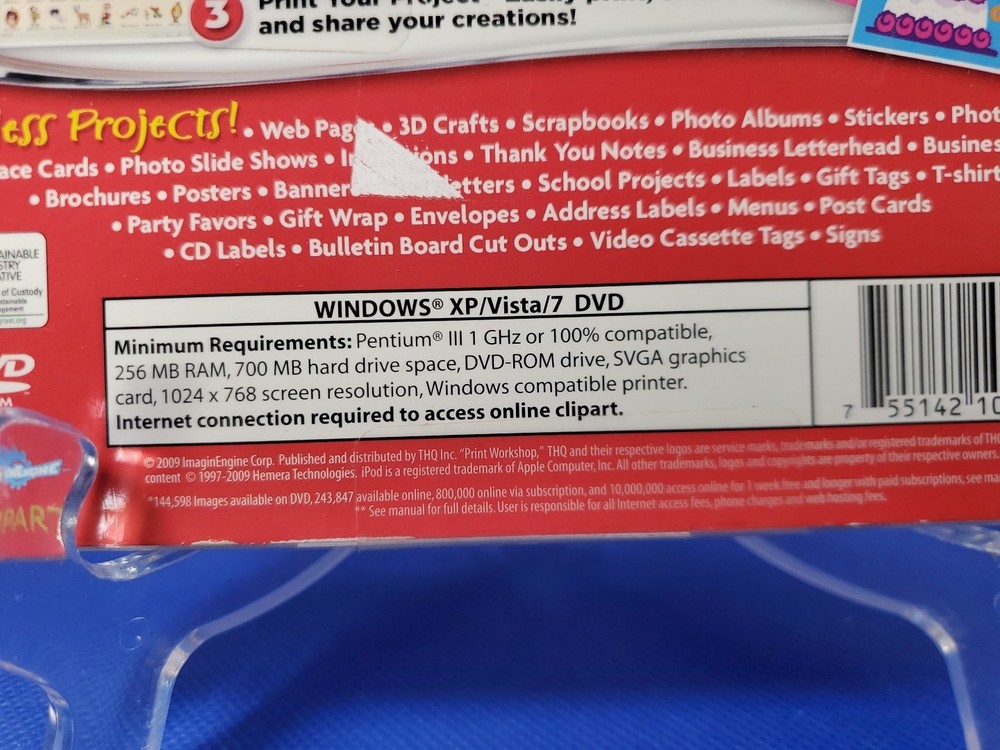 3
and share your creations!
ess Projects! • Web Pag • 3D Crafts • Scrapbooks • Photo Albums • Stickers • Phot
ace Cards • Photo Slide Shows • In ons • Thank You Notes • Business Letterhead • Busines
• Brochures • Posters • Banner etters • School Projects • Labels • Gift Tags • T-shirt
• Party Favors • Gift Wrap • Envelopes • Address Labels • Menus • Post Cards
• CD Labels • Bulletin Board Cut Outs • Video Cassette Tags • Signs
AINABLE
STRY
ATIVE
of Custody
WINDOWS® XP/Vista/7 DVD
Minimum Requirements: Pentium® III 1 GHz or 100% compatible,
256 MB RAM, 700 MB hard drive space, DVD-ROM drive, SVGA graphics
card, 1024 x 768 screen resolution, Windows compatible printer.
Internet connection required to access online clipart.
7 55142 10
© 2009 ImaginEngine Corp. Published and distributed by THQ Inc. "Print Workshop," THQ and their respective logos are service marks, trademarks and/or registered trademarks of THQ
content © 1997-2009 Hemera Technologies. iPod is a registered trademark of Apple Computer, Inc. All other trademarks, logos and copyrights are property of their respective owners.
*144,598 Images available on DVD, 243,847 available online, 800,000 online via subscription, and 10,000,000 access online for 1 week free and longer with paid subscriptions, see ma
** See manual for full details. User is responsible for all Internet access fees, phone charges and web hosting fees.